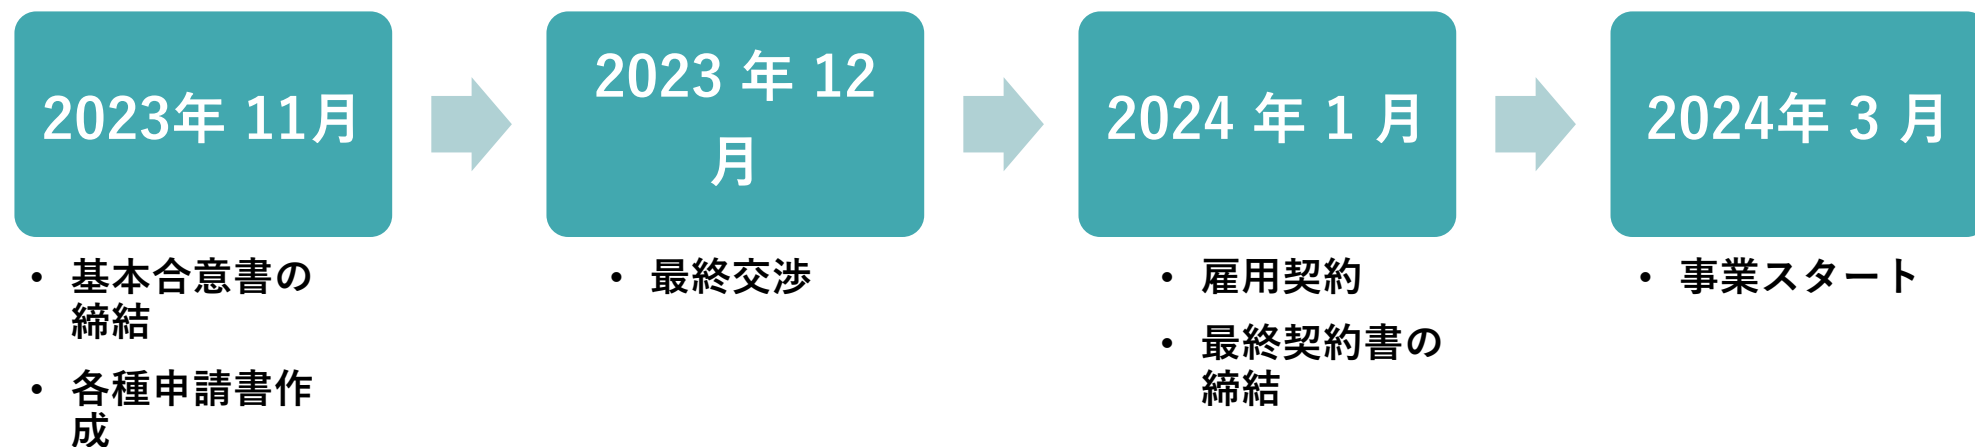 2023年 11月
• 基本合意書の
締結
• 各種申請書作
成
2023 年 12
月
• 最終交渉
2024 年 1 月
• 雇用契約
• 最終契約書の
締結
2024年 3 月
• 事業スタート